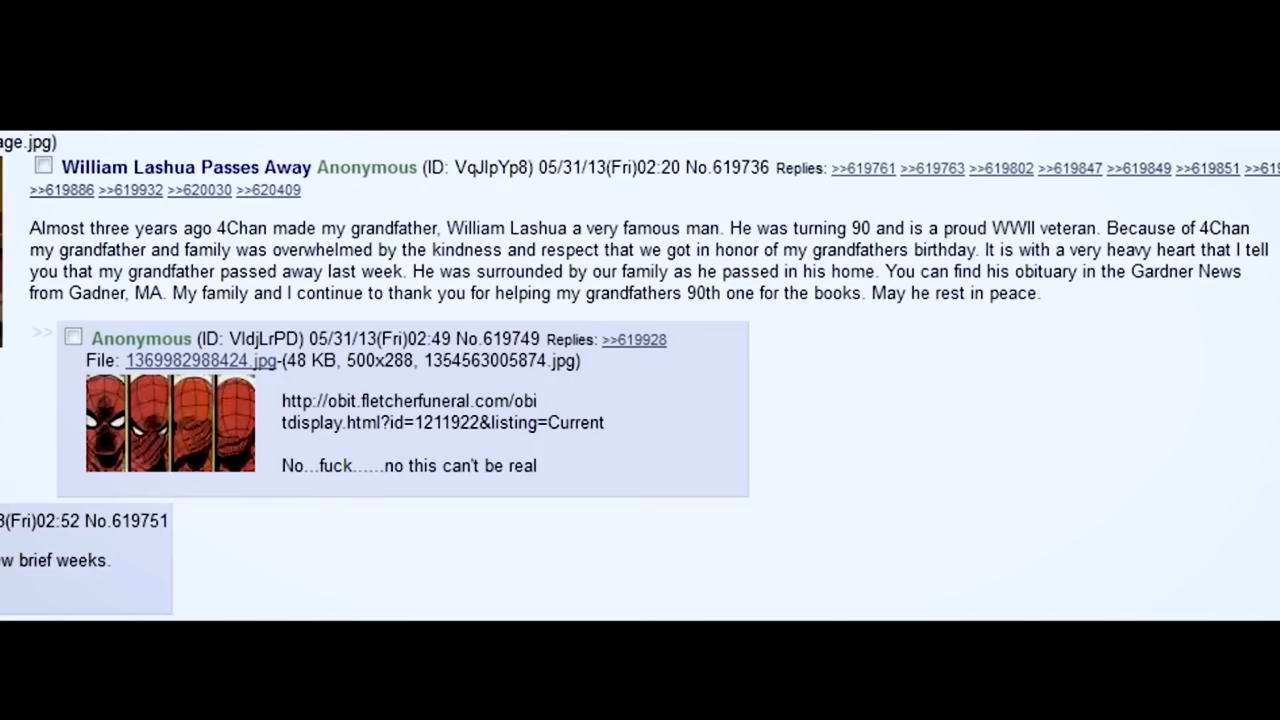 age.jpg)
William Lashua Passes Away Anonymous (ID: VqJlpYp8) 05/31/13(Fri)02:20 No.619736 Replies: >>619761 >>619763 >>619802 >>619847 >>619849 >>619851 >>619
>>619886 >>619932 >>620030 >>620409
Almost three years ago 4Chan made my grandfather, William Lashua a very famous man. He was turning 90 and is a proud WWII veteran. Because of 4Chan
my grandfather and family was overwhelmed by the kindness and respect that we got in honor of my grandfathers birthday. It is with a very heavy heart that I tell
you that my grandfather passed away last week. He was surrounded by our family as he passed in his home. You can find his obituary in the Gardner News
from Gadner, MA. My family and I continue to thank you for helping my grandfathers 90th one for the books. May he rest in peace.
>> Anonymous (ID: VldjLrPD) 05/31/13(Fri)02:49 No.619749 Replies: >>619928
File: 1369982988424.jpg-(48 KB, 500x288, 1354563005874.jpg)
http://obit.fletcherfuneral.com/obi
tdisplay.html?id=1211922&listing=Current
No...fuck......no this can't be real
3(Fri)02:52 No.619751
w brief weeks.